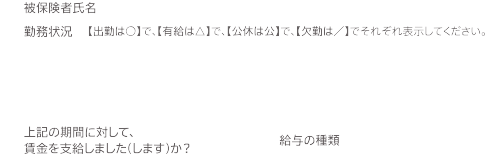 被保険者氏名
勤務状況 【出勤は○】で、【有給は△】で、【公休は公】で、【欠勤は／】でそれぞれ表示してください。
上記の期間に対して、
賃金を支給しました（します）か？
給与の種類